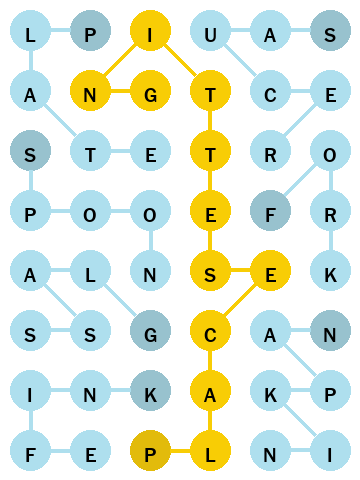 L P I U A S
A N G T C E
S T E T R O
P O O E F R
A L N S E K
S S G C A N
I N K A K P
F E P L N I